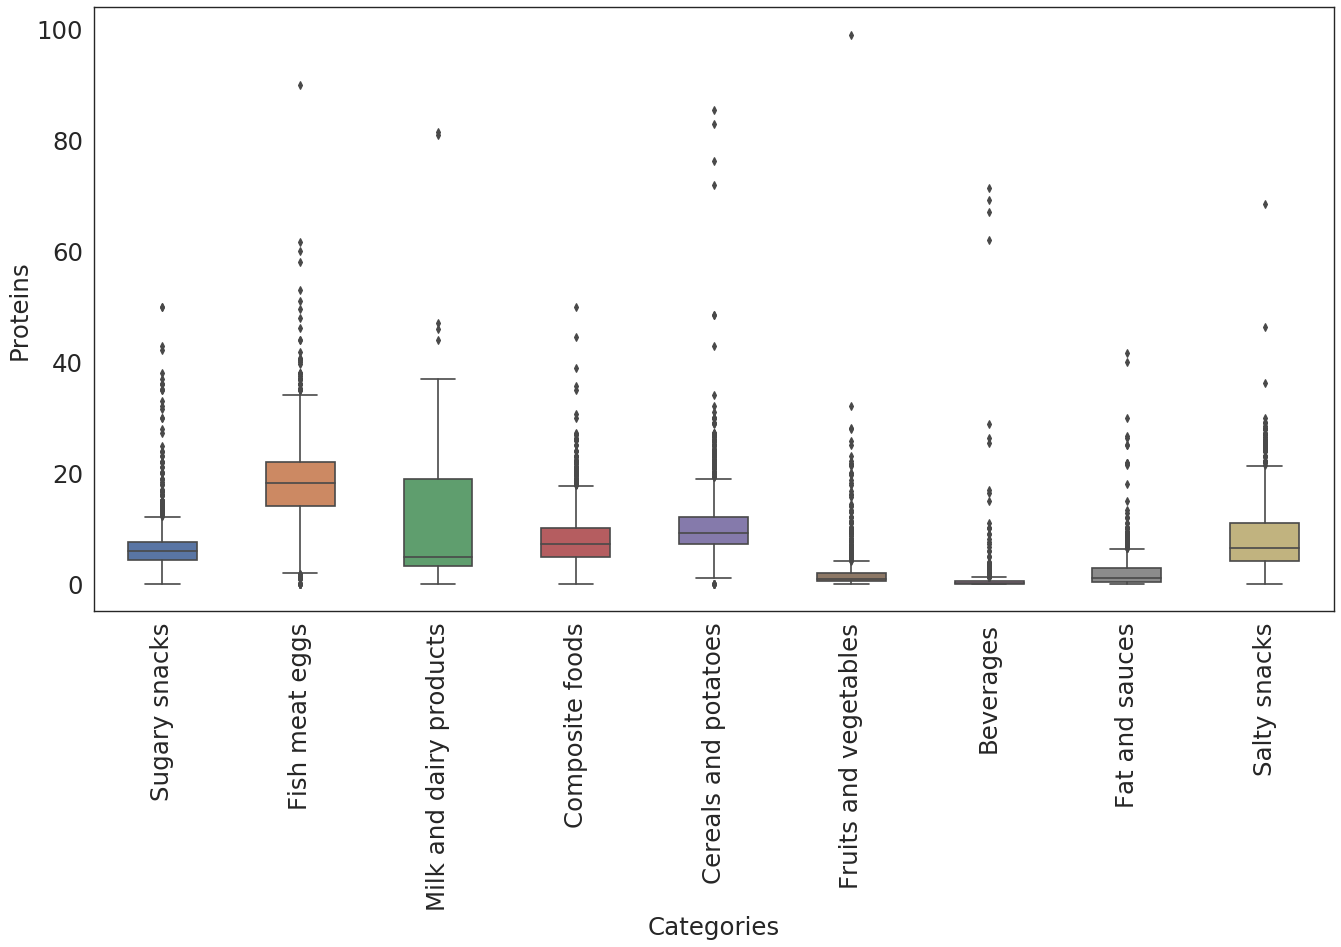 100
80
60
40
20
0
Proteins
Sugary snacks
Fish meat eggs
Milk and dairy products
Composite foods
Cereals and potatoes
Fruits and vegetables
Beverages
Fat and sauces
Salty snacks
Categories